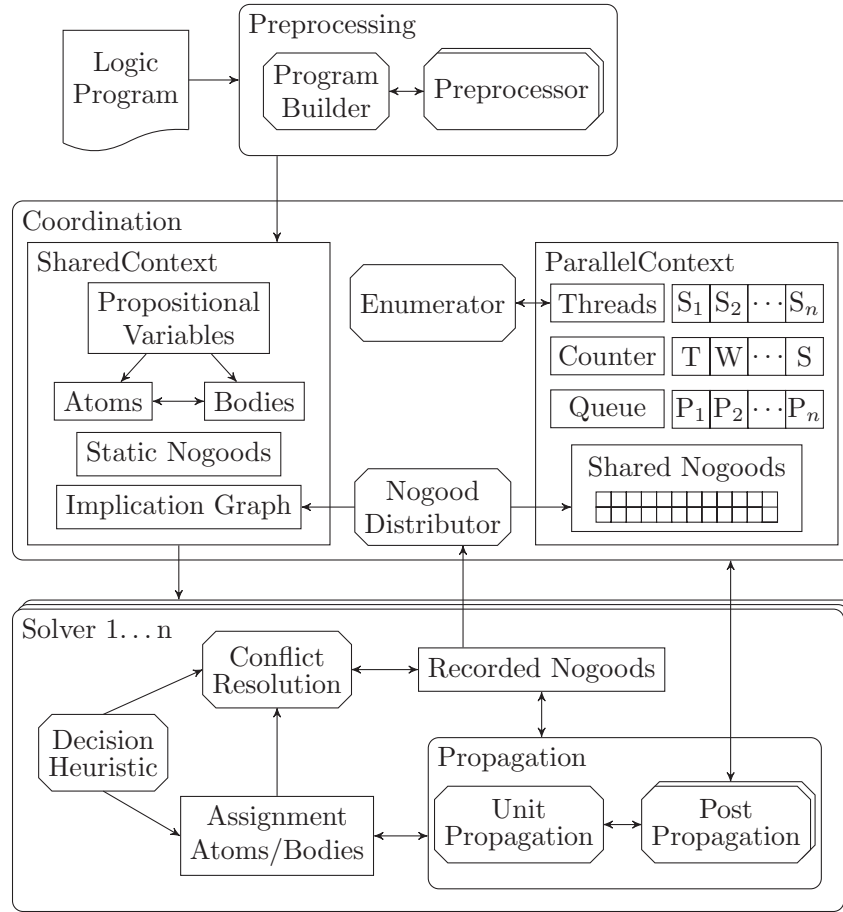 Preprocessing
Logic
Program
Program
Builder
Preprocessor
Coordination
SharedContext
Propositional
Variables
Atoms
Bodies
Static Nogoods
Implication Graph
Enumerator
Nogood
Distributor
ParallelContext
Threads S₁ S₂ ··· Sₙ
Counter T W ··· S
Queue P₁ P₂ ··· Pₙ
Shared Nogoods
Solver 1...n
Conflict
Resolution
Recorded Nogoods
Decision
Heuristic
Assignment
Atoms/Bodies
Propagation
Unit
Propagation
Post
Propagation